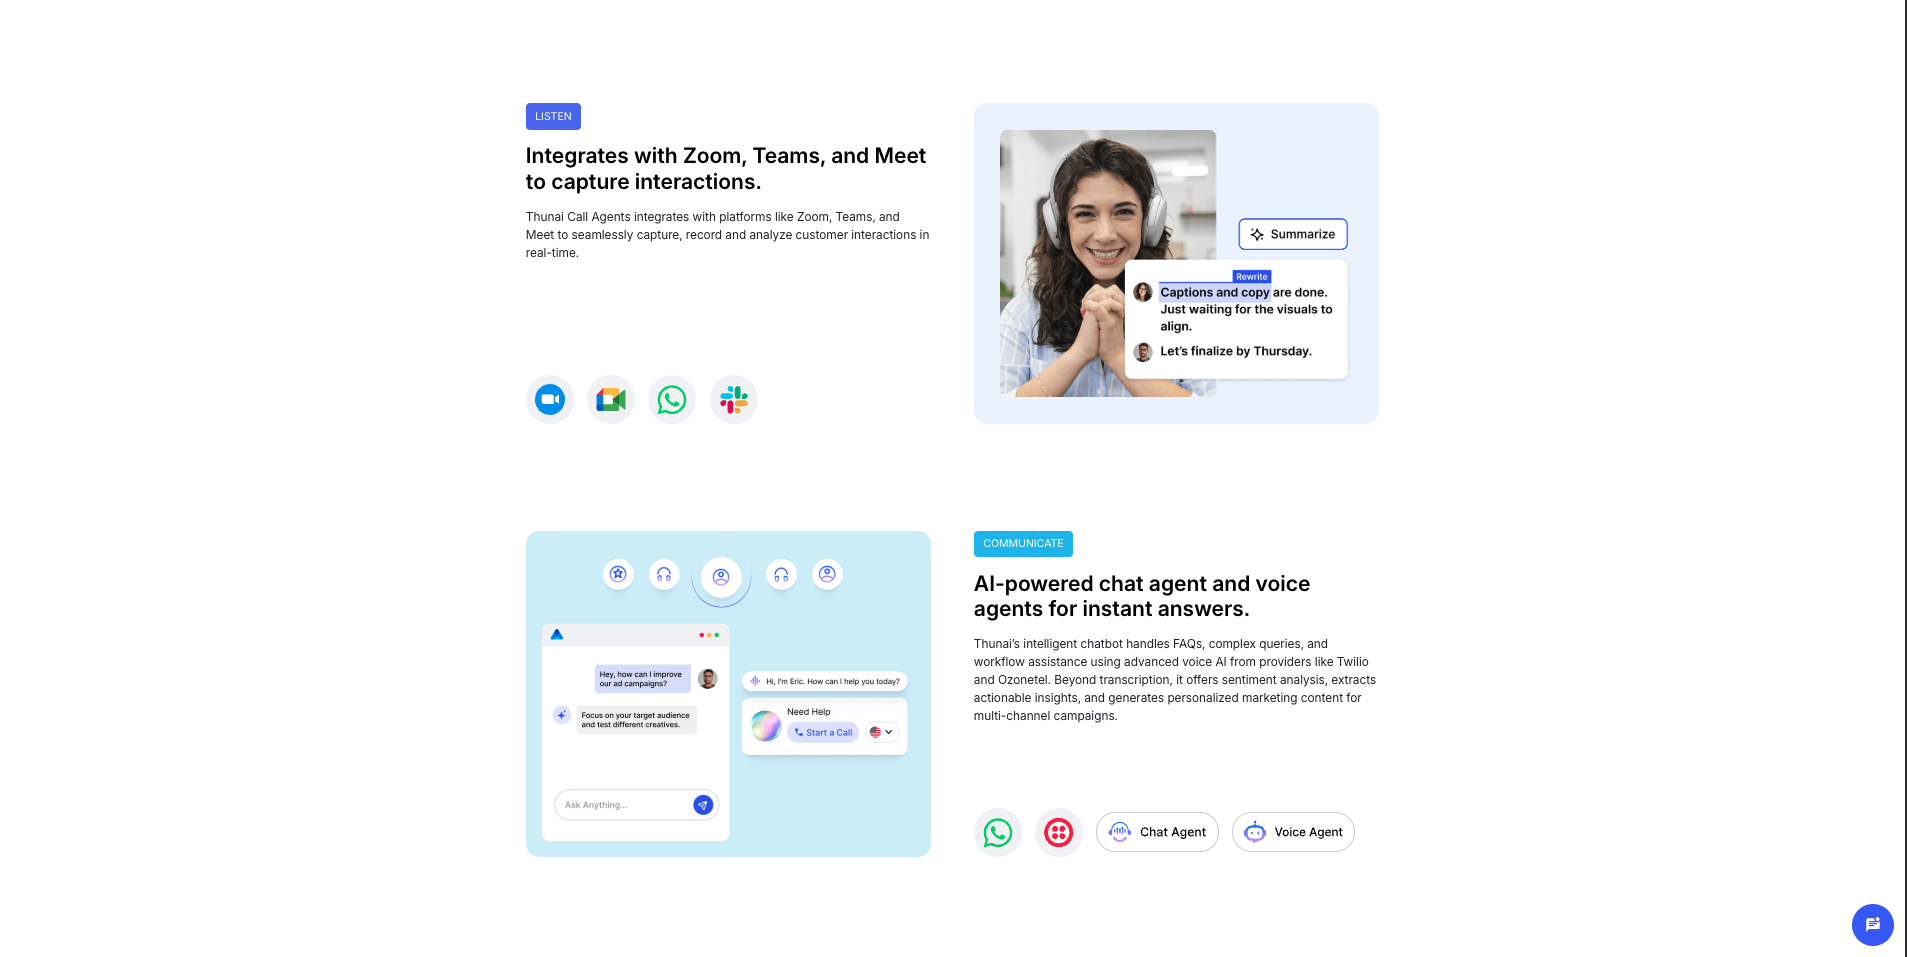 LISTEN
Integrates with Zoom, Teams, and Meet
to capture interactions.
Thunai Call Agents integrates with platforms like Zoom, Teams, and
Meet to seamlessly capture, record and analyze customer interactions in
real-time.
Summarize
Rewrite
Captions and copy are done.
Just waiting for the visuals to
align.
Let's finalize by Thursday.
Hey, how can I improve
our ad campaigns?
Focus on your target audience
and test different creatives.
Ask Anything...
Hi, I'm Eric. How can I help you today?
Need Help
Start a Call
COMMUNICATE
AI-powered chat agent and voice
agents for instant answers.
Thunai's intelligent chatbot handles FAQs, complex queries, and
workflow assistance using advanced voice AI from providers like Twilio
and Ozonetel. Beyond transcription, it offers sentiment analysis, extracts
actionable insights, and generates personalized marketing content for
multi-channel campaigns.
Chat Agent
Voice Agent